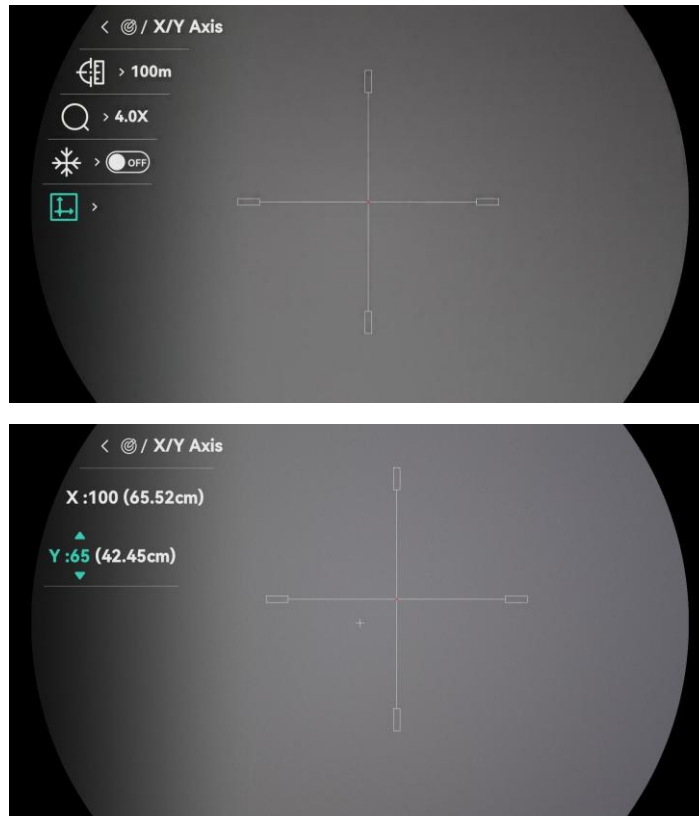 < / X/Y Axis
> 100m
> 4.0X
> OFF
>
< / X/Y Axis
X :100 (65.52cm)
Y :65 (42.45cm)